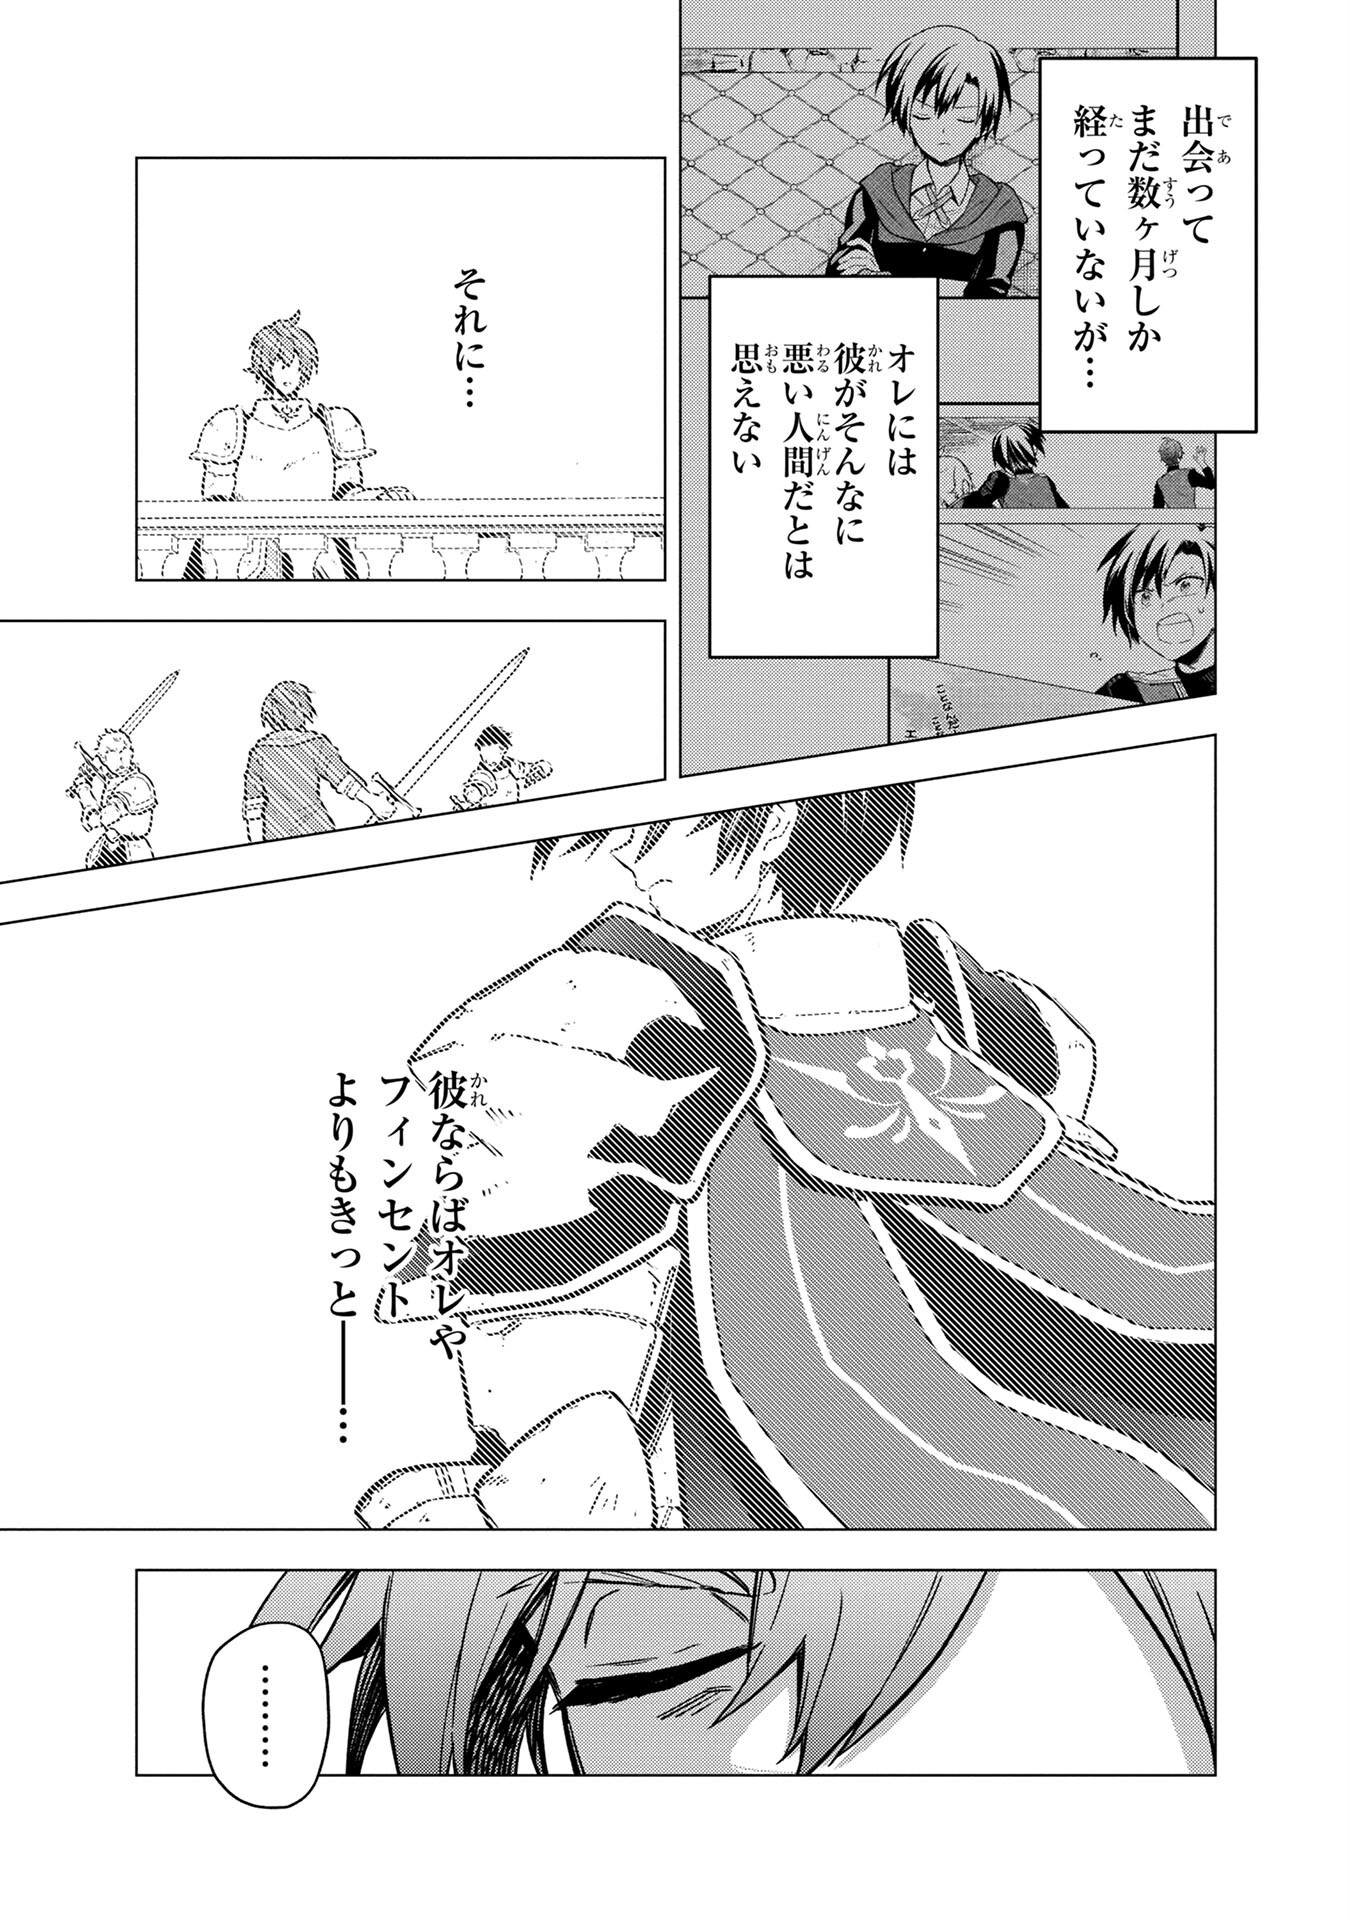 出会って
まだ数ヶ月しか
経っていないが…
オレには
彼がそんなに
悪い人間だとは
思えない
それに…
彼ならばオレや
フィンセント
よりもきっと――…
………